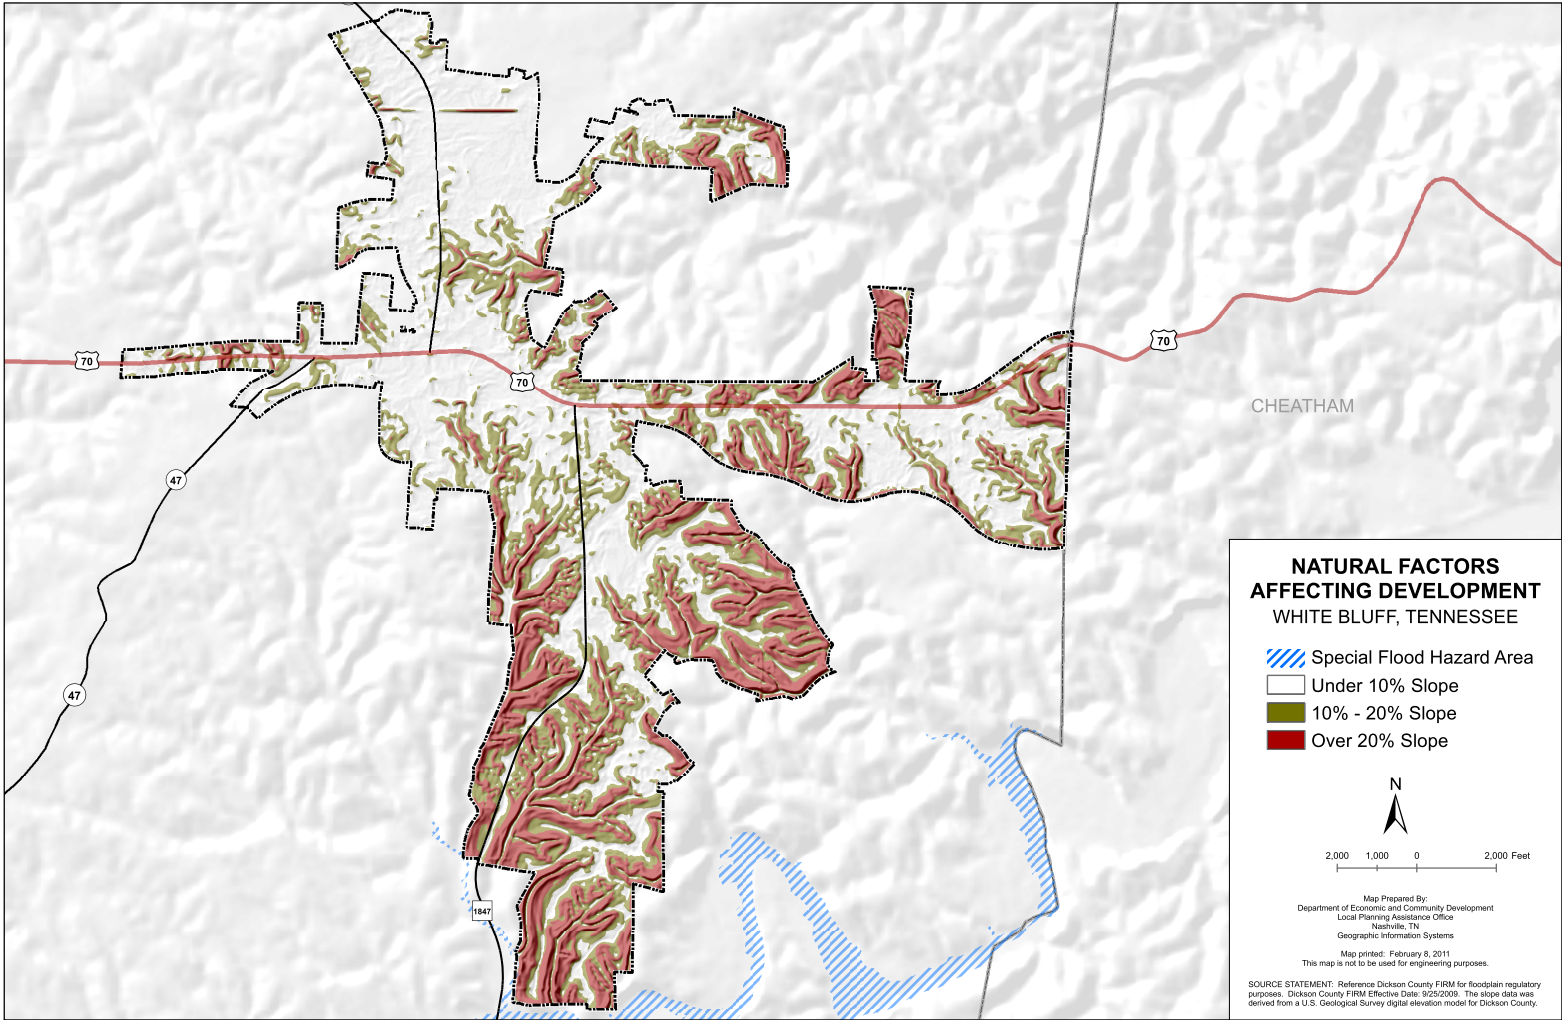 70
70
70
CHEATHAM
47
47
1847
NATURAL FACTORS
AFFECTING DEVELOPMENT
WHITE BLUFF, TENNESSEE
Special Flood Hazard Area
Under 10% Slope
10% - 20% Slope
Over 20% Slope
N
2,000 1,000 0 2,000 Feet
Map Prepared By:
Department of Economic and Community Development
Local Planning Assistance Office
Nashville, TN
Geographic Information Systems
Map printed: February 8, 2011
This map is not to be used for engineering purposes.
SOURCE STATEMENT: Reference Dickson County FIRM for floodplain regulatory
purposes. Dickson County FIRM Effective Date: 9/25/2009. The slope data was
derived from a U.S. Geological Survey digital elevation model for Dickson County.